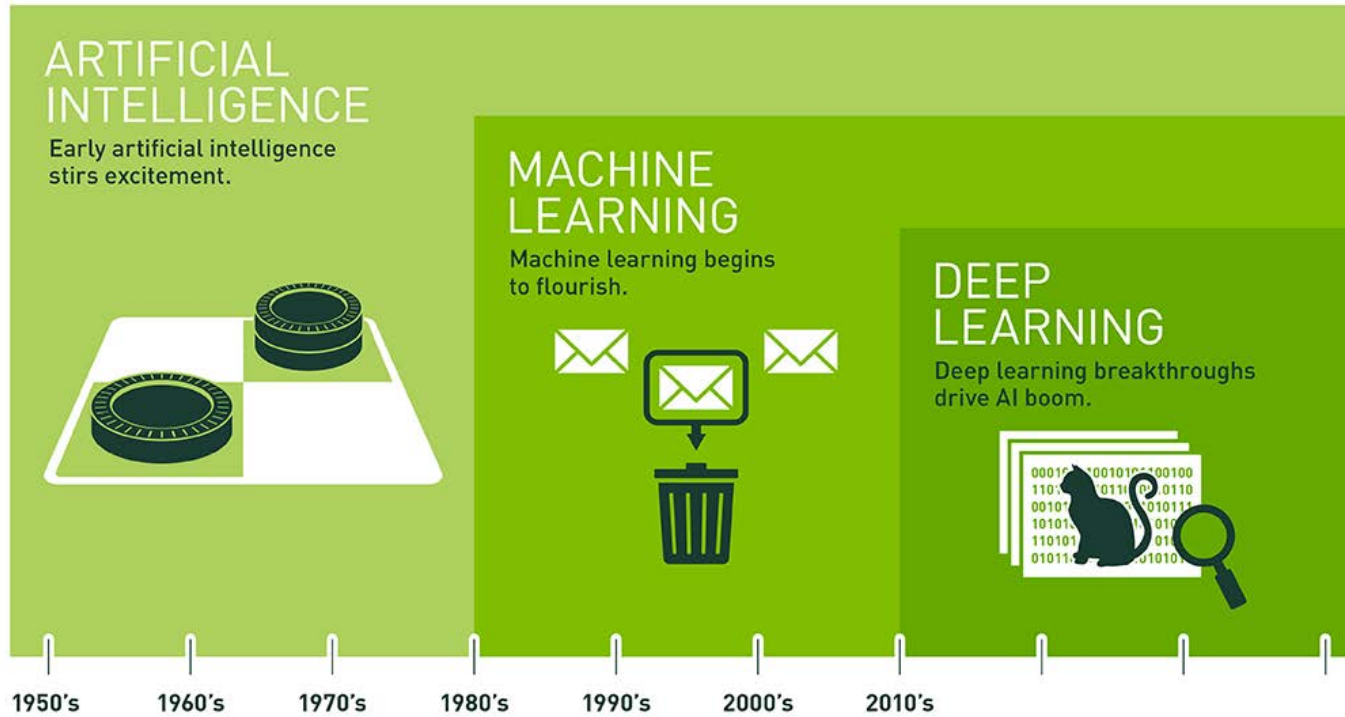 ARTIFICIAL
INTELLIGENCE
Early artificial intelligence
stirs excitement.
MACHINE
LEARNING
Machine learning begins
to flourish.
DEEP
LEARNING
Deep learning breakthroughs
drive AI boom.
1950's 1960's 1970's 1980's 1990's 2000's 2010's